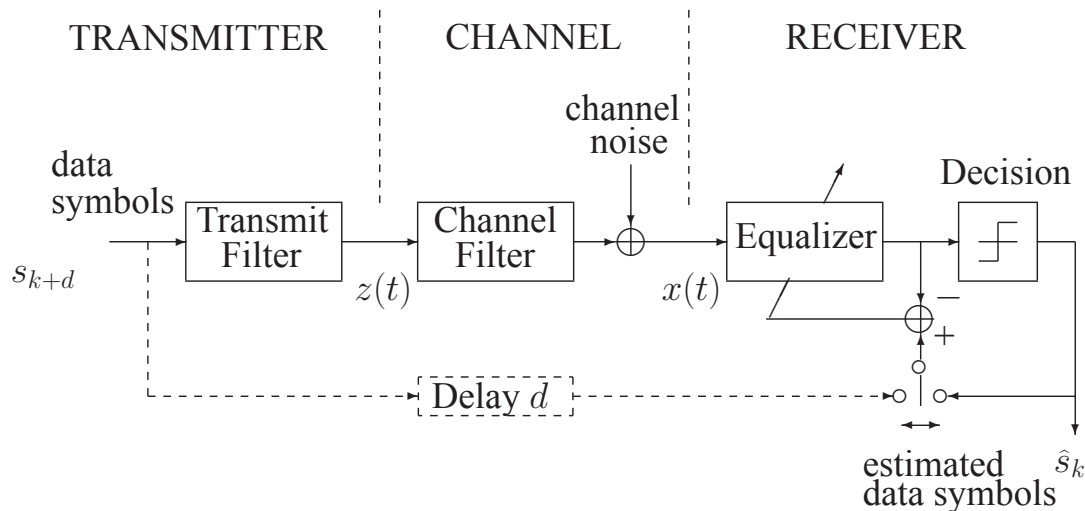 TRANSMITTER CHANNEL RECEIVER
channel
noise
data
symbols
Decision
Transmit
Filter
Channel
Filter
Equalizer
s_{k+d}
z(t)
x(t)
−
+
Delay d
estimated
data symbols
ŝ_k